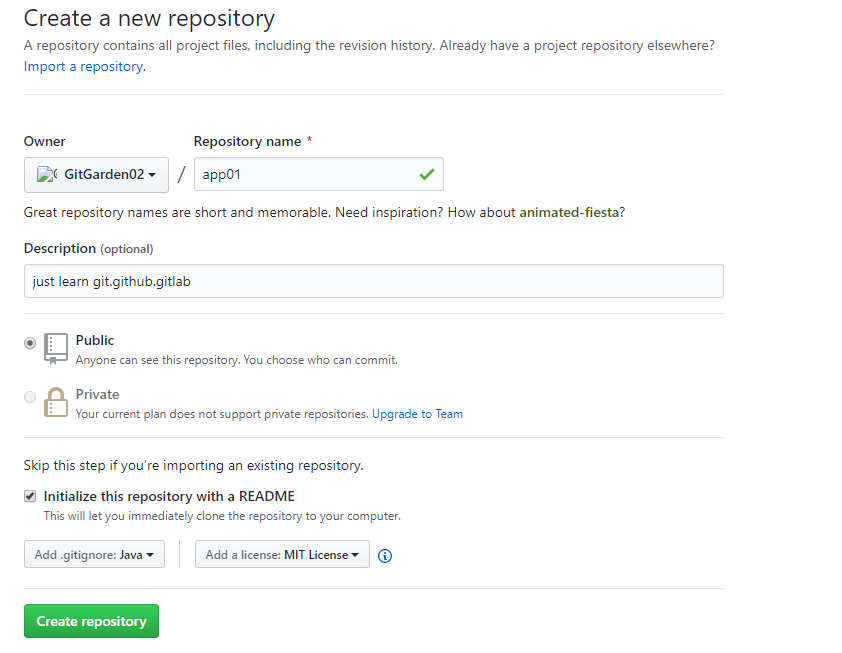 Create a new repository
A repository contains all project files, including the revision history. Already have a project repository elsewhere?
Import a repository.
Owner
Repository name *
GitGarden02 / app01
Great repository names are short and memorable. Need inspiration? How about animated-fiesta?
Description (optional)
just learn git.github.gitlab
Public
Anyone can see this repository. You choose who can commit.
Private
Your current plan does not support private repositories. Upgrade to Team
Skip this step if you're importing an existing repository.
Initialize this repository with a README
This will let you immediately clone the repository to your computer.
Add .gitignore: Java
Add a license: MIT License
Create repository